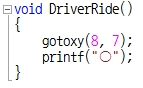 void DriverRide()
{
    gotoxy(8, 7);
    printf("○");
}